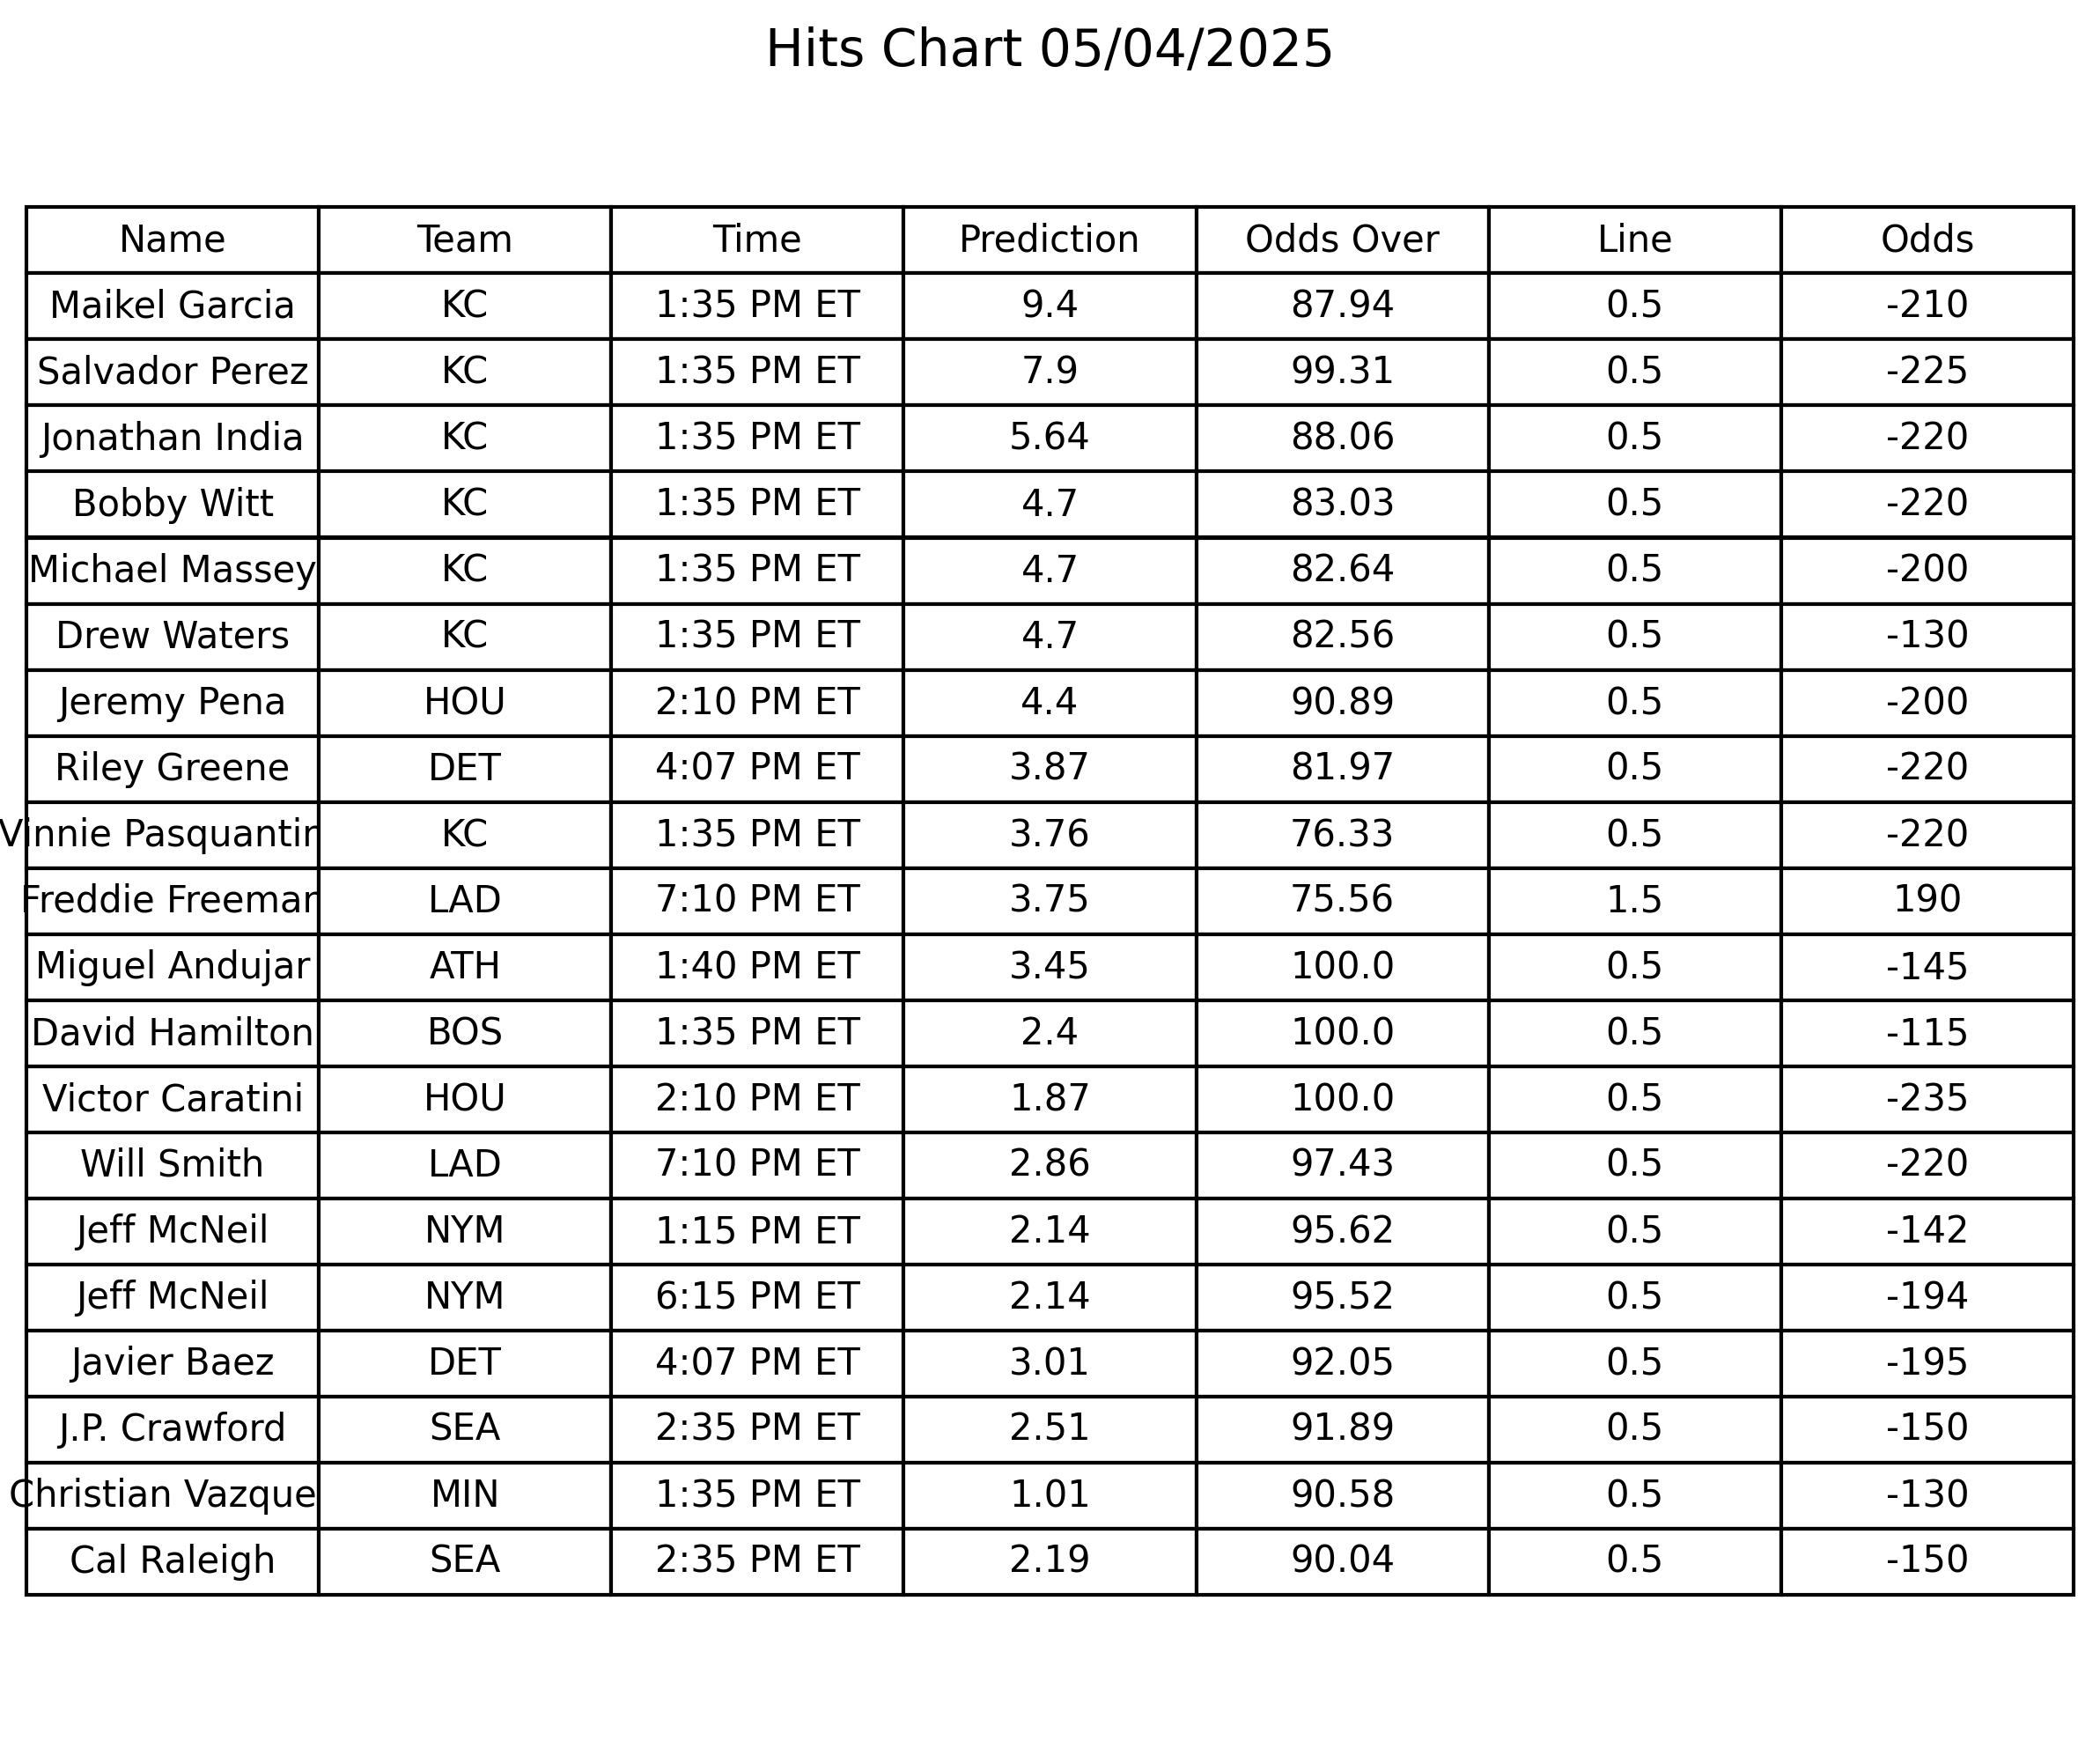 Hits Chart 05/04/2025
Name Team Time Prediction Odds Over Line Odds
Maikel Garcia KC 1:35 PM ET 9.4 87.94 0.5 -210
Salvador Perez KC 1:35 PM ET 7.9 99.31 0.5 -225
Jonathan India KC 1:35 PM ET 5.64 88.06 0.5 -220
Bobby Witt KC 1:35 PM ET 4.7 83.03 0.5 -220
Michael Massey KC 1:35 PM ET 4.7 82.64 0.5 -200
Drew Waters KC 1:35 PM ET 4.7 82.56 0.5 -130
Jeremy Pena HOU 2:10 PM ET 4.4 90.89 0.5 -200
Riley Greene DET 4:07 PM ET 3.87 81.97 0.5 -220
Vinnie Pasquantin KC 1:35 PM ET 3.76 76.33 0.5 -220
Freddie Freeman LAD 7:10 PM ET 3.75 75.56 1.5 190
Miguel Andujar ATH 1:40 PM ET 3.45 100.0 0.5 -145
David Hamilton BOS 1:35 PM ET 2.4 100.0 0.5 -115
Victor Caratini HOU 2:10 PM ET 1.87 100.0 0.5 -235
Will Smith LAD 7:10 PM ET 2.86 97.43 0.5 -220
Jeff McNeil NYM 1:15 PM ET 2.14 95.62 0.5 -142
Jeff McNeil NYM 6:15 PM ET 2.14 95.52 0.5 -194
Javier Baez DET 4:07 PM ET 3.01 92.05 0.5 -195
J.P. Crawford SEA 2:35 PM ET 2.51 91.89 0.5 -150
Christian Vazque MIN 1:35 PM ET 1.01 90.58 0.5 -130
Cal Raleigh SEA 2:35 PM ET 2.19 90.04 0.5 -150